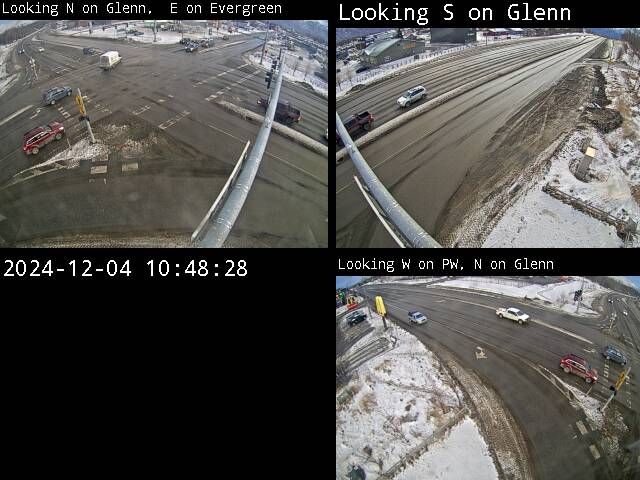 Looking N on Glenn,  E on Evergreen
Looking S on Glenn
2024-12-04 10:48:28
Looking W on PW, N on Glenn